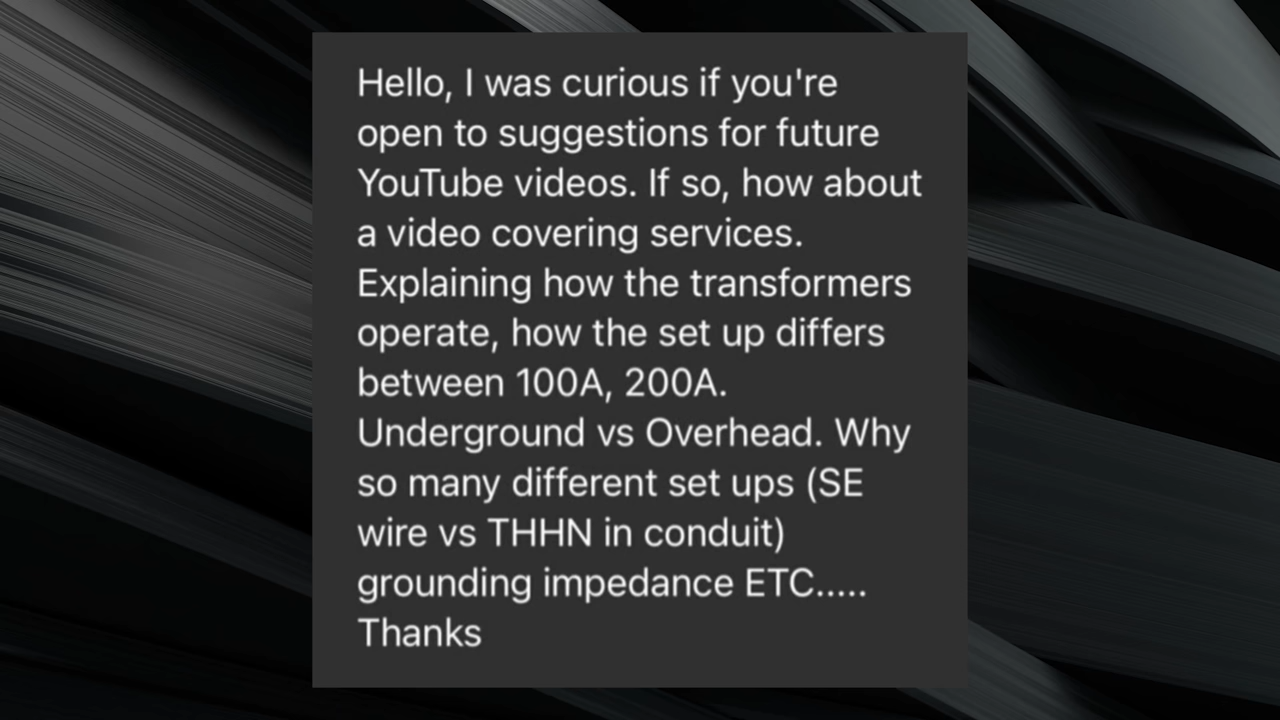 Hello, I was curious if you're
open to suggestions for future
YouTube videos. If so, how about
a video covering services.
Explaining how the transformers
operate, how the set up differs
between 100A, 200A.
Underground vs Overhead. Why
so many different set ups (SE
wire vs THHN in conduit)
grounding impedance ETC.....
Thanks